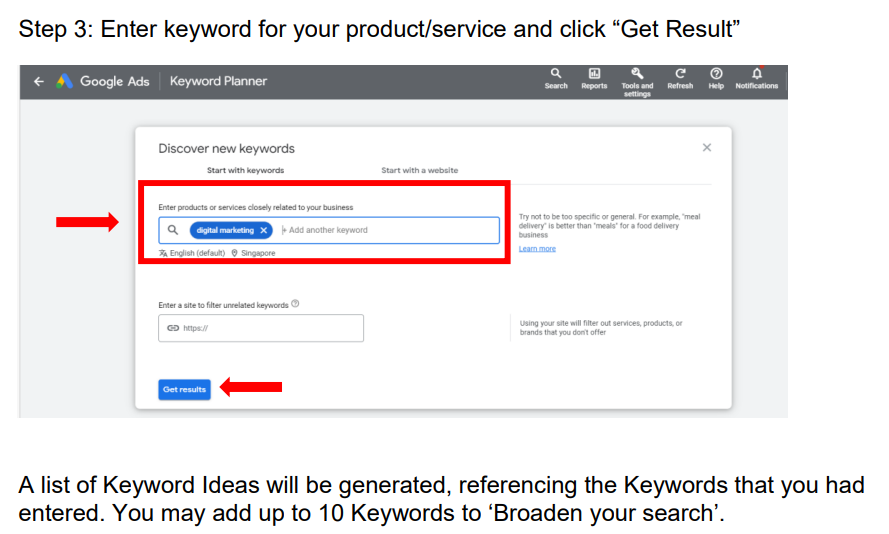 Step 3: Enter keyword for your product/service and click “Get Result”
Google Ads Keyword Planner
Search Reports Tools and settings Refresh Help Notifications
Discover new keywords
Start with keywords Start with a website
Enter products or services closely related to your business
digital marketing + Add another keyword
English (default) Singapore
Try not to be too specific or general. For example, "meal
delivery" is better than "meals" for a food delivery
business
Learn more
Enter a site to filter unrelated keywords
https://
Using your site will filter out services, products, or
brands that you don't offer
Get results
A list of Keyword Ideas will be generated, referencing the Keywords that you had
entered. You may add up to 10 Keywords to ‘Broaden your search’.